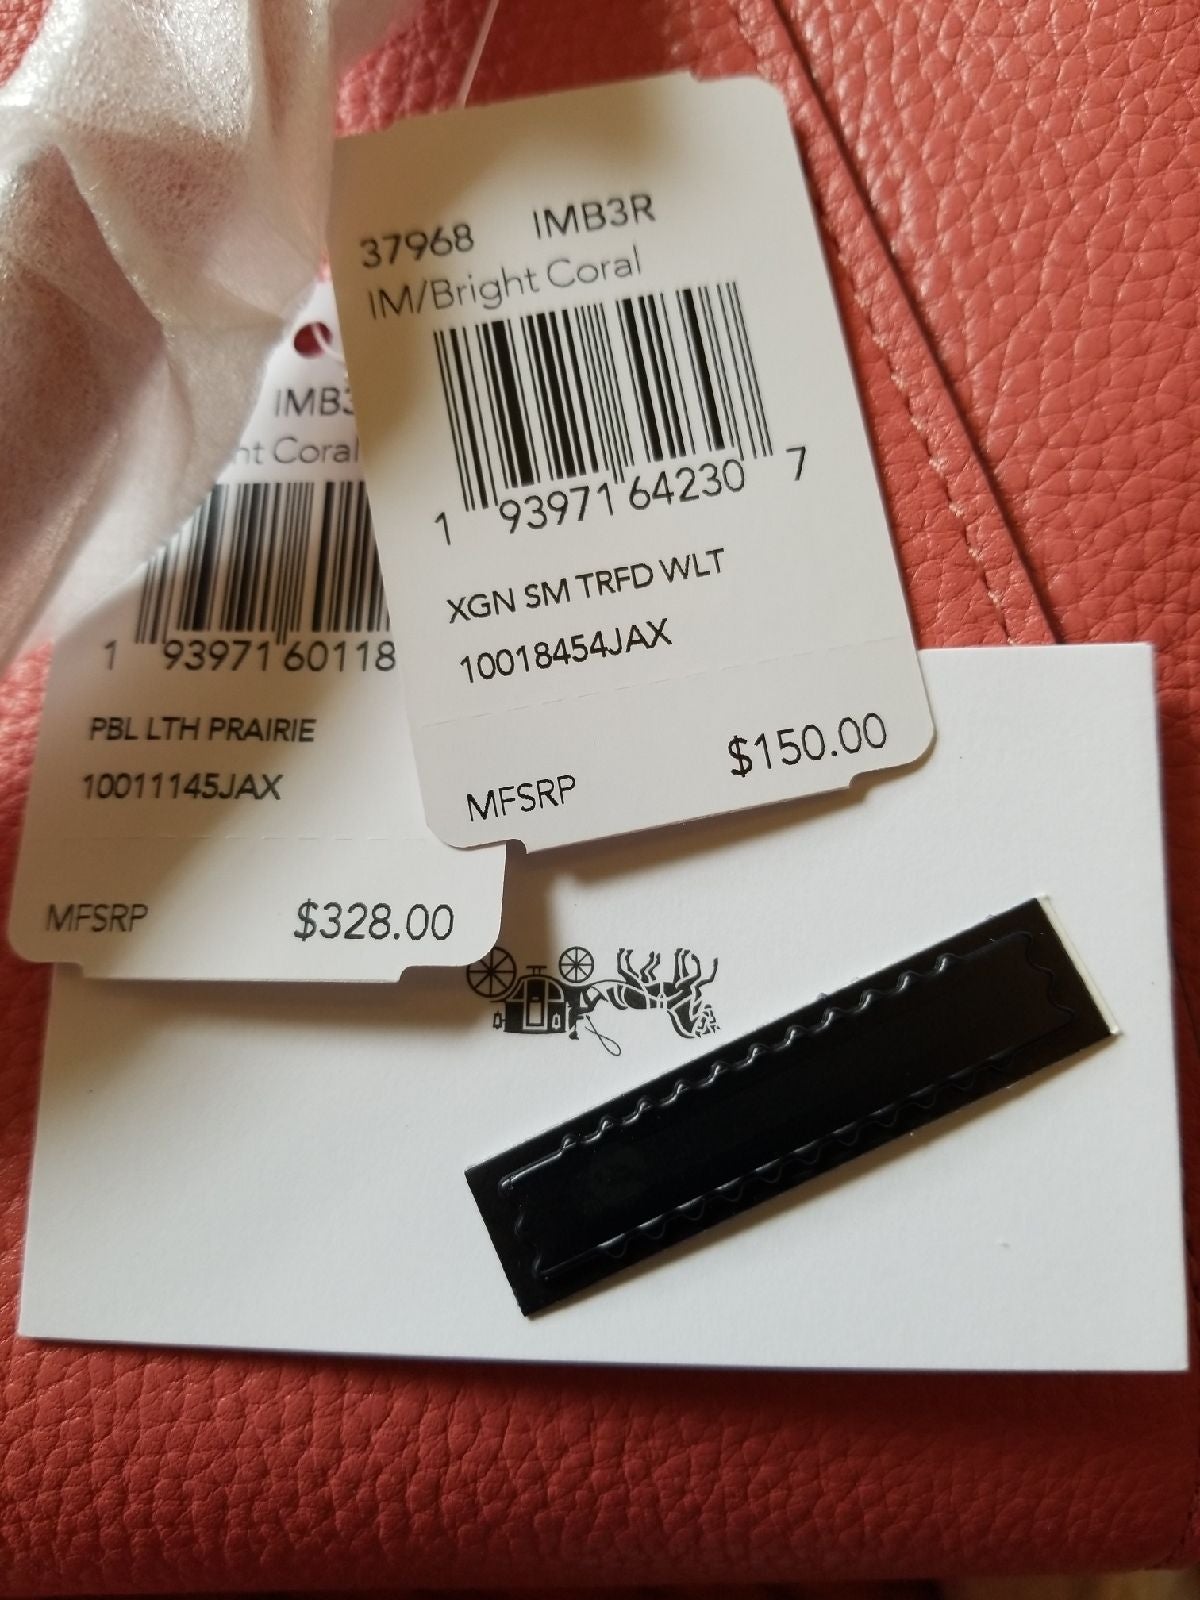 37968 IMB3R
IM/Bright Coral
1 93971 64230 7
XGN SM TRFD WLT
10018454JAX
MFSRP $150.00
Coral
1 93971 60118
PBL LTH PRAIRIE
10011145JAX
MFSRP $328.00